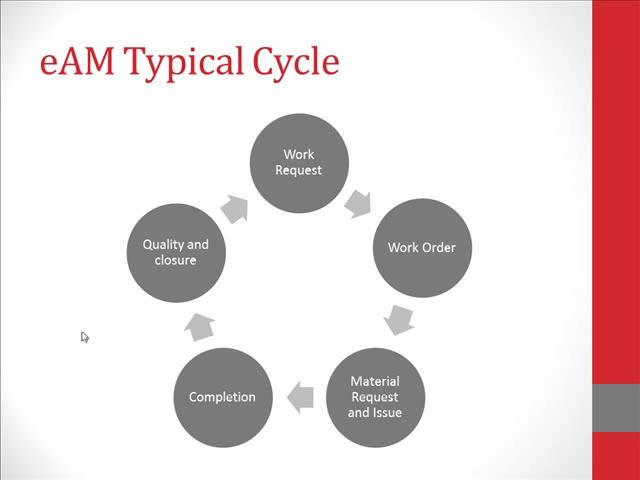 eAM Typical Cycle
Work
Request
Work Order
Material
Request
and Issue
Completion
Quality and
closure